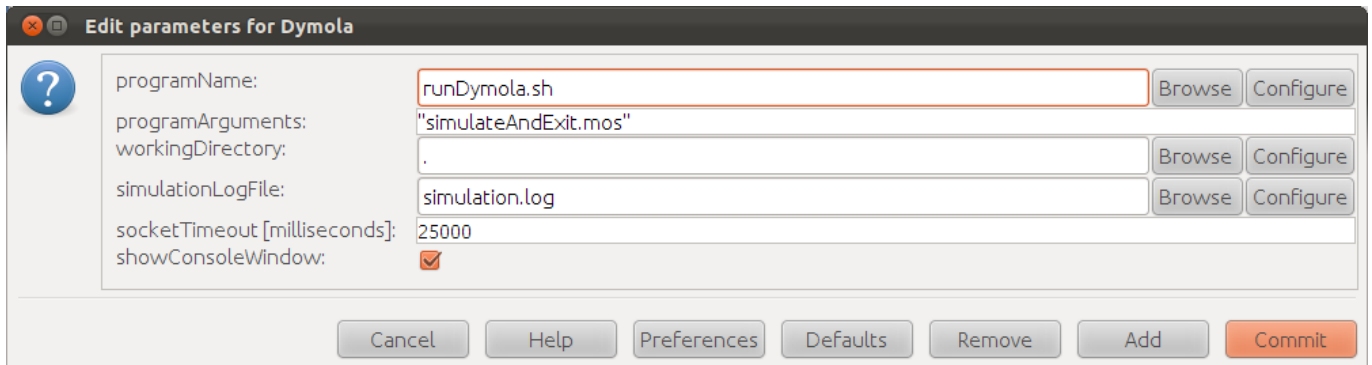 Edit parameters for Dymola
programName: runDymola.sh Browse Configure
programArguments: "simulateAndExit.mos"
workingDirectory: . Browse Configure
simulationLogFile: simulation.log Browse Configure
socketTimeout [milliseconds]: 25000
showConsoleWindow:
Cancel Help Preferences Defaults Remove Add Commit